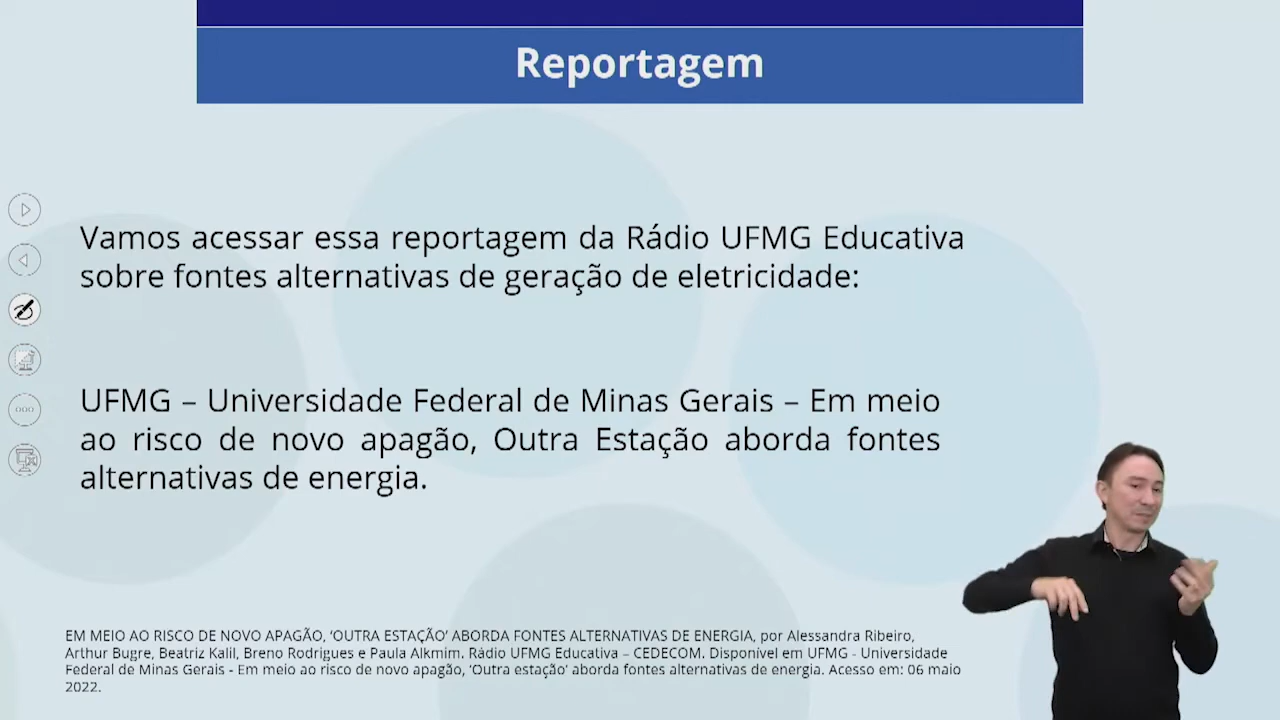 Reportagem
Vamos acessar essa reportagem da Rádio UFMG Educativa
sobre fontes alternativas de geração de eletricidade:
UFMG – Universidade Federal de Minas Gerais – Em meio
ao risco de novo apagão, Outra Estação aborda fontes
alternativas de energia.
EM MEIO AO RISCO DE NOVO APAGÃO, ‘OUTRA ESTAÇÃO’ ABORDA FONTES ALTERNATIVAS DE ENERGIA, por Alessandra Ribeiro,
Arthur Bugre, Beatriz Kalil, Breno Rodrigues e Paula Alkmim. Rádio UFMG Educativa – CEDECOM. Disponível em UFMG - Universidade
Federal de Minas Gerais - Em meio ao risco de novo apagão, ‘Outra estação’ aborda fontes alternativas de energia. Acesso em: 06 maio
2022.